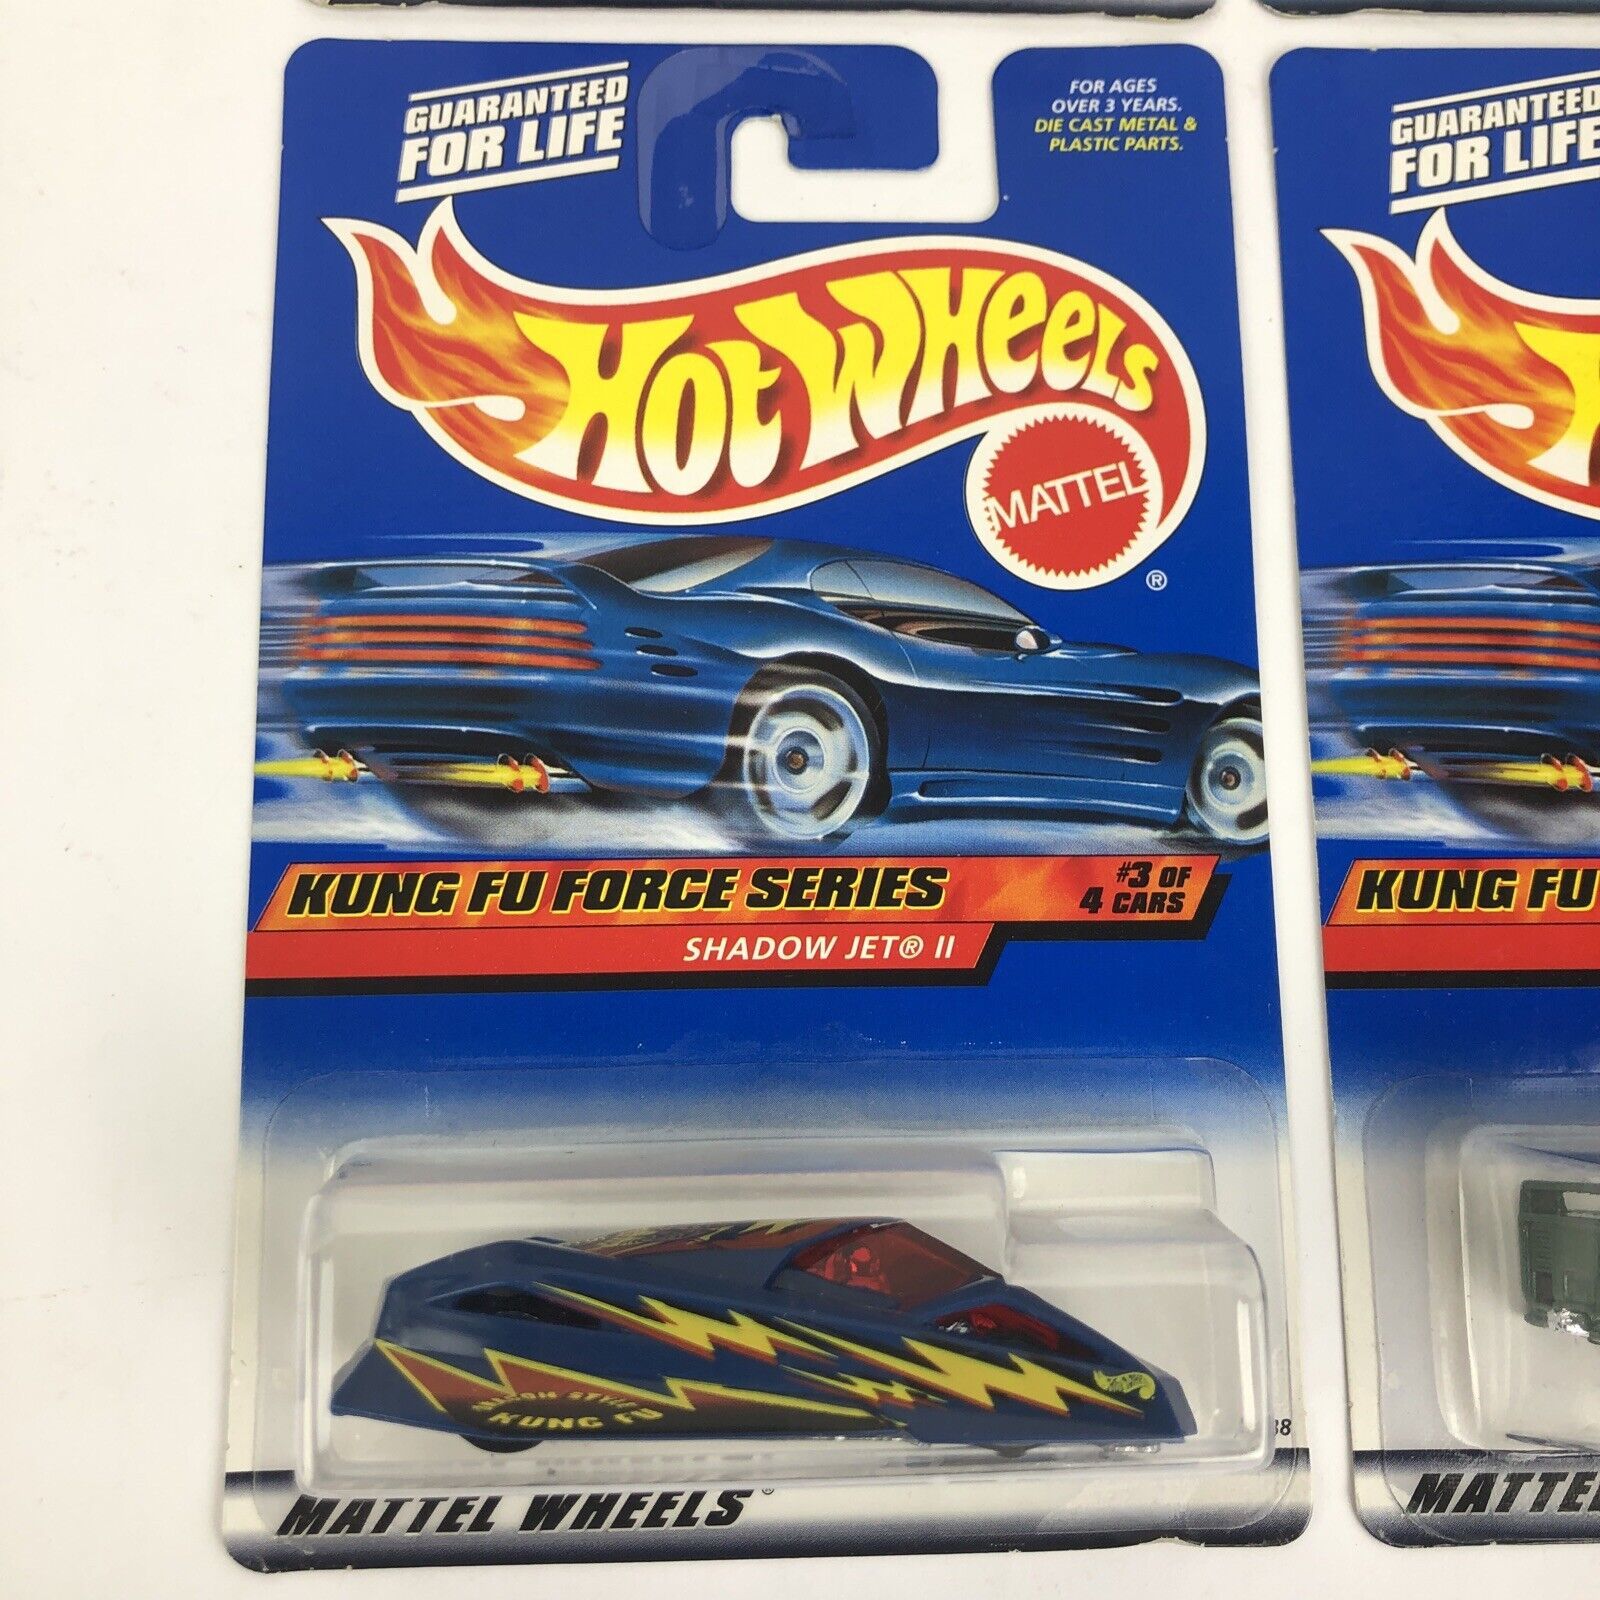 GUARANTEED
FOR LIFE
FOR AGES
OVER 3 YEARS.
DIE CAST METAL &
PLASTIC PARTS.
HOT WHEELS
MATTEL
®
KUNG FU FORCE SERIES
#3 OF
4 CARS
SHADOW JET® II
KUNG FU
38
MATTEL WHEELS®
GUARANTEED
FOR LIFE
KUNG FU
MATTEL